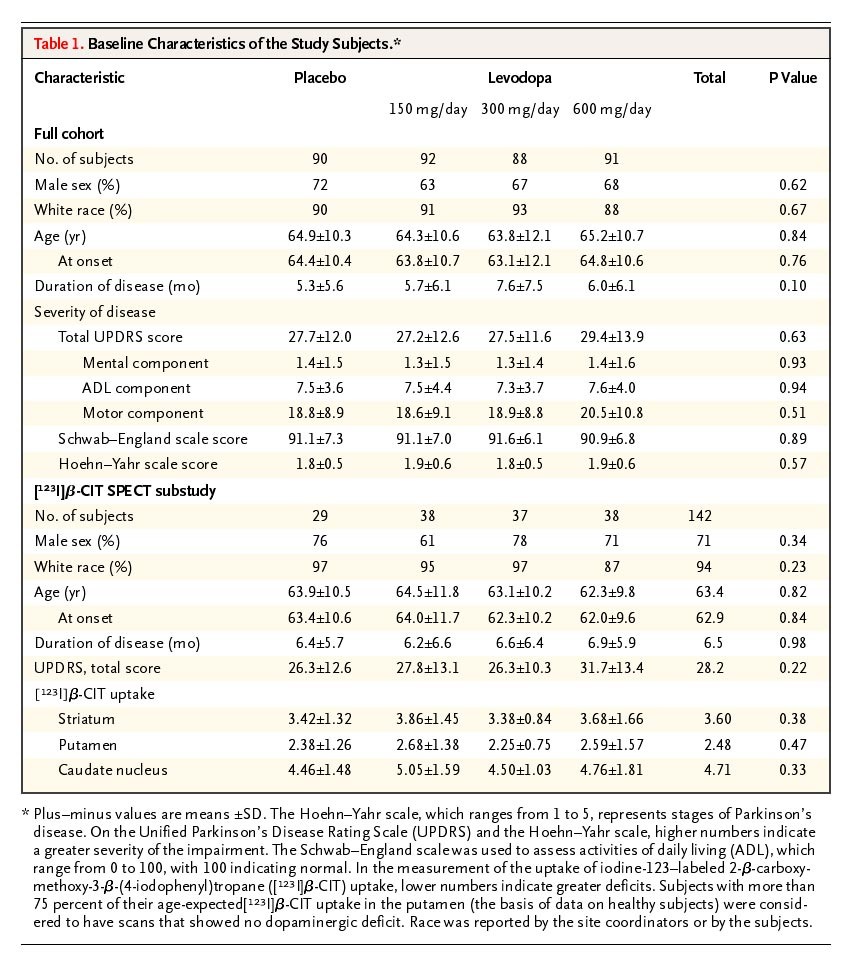 Table 1. Baseline Characteristics of the Study Subjects.*
Characteristic Placebo Levodopa Total P Value
150 mg/day 300 mg/day 600 mg/day
Full cohort
No. of subjects 90 92 88 91
Male sex (%) 72 63 67 68 0.62
White race (%) 90 91 93 88 0.67
Age (yr) 64.9±10.3 64.3±10.6 63.8±12.1 65.2±10.7 0.84
At onset 64.4±10.4 63.8±10.7 63.1±12.1 64.8±10.6 0.76
Duration of disease (mo) 5.3±5.6 5.7±6.1 7.6±7.5 6.0±6.1 0.10
Severity of disease
Total UPDRS score 27.7±12.0 27.2±12.6 27.5±11.6 29.4±13.9 0.63
Mental component 1.4±1.5 1.3±1.5 1.3±1.4 1.4±1.6 0.93
ADL component 7.5±3.6 7.5±4.4 7.3±3.7 7.6±4.0 0.94
Motor component 18.8±8.9 18.6±9.1 18.9±8.8 20.5±10.8 0.51
Schwab–England scale score 91.1±7.3 91.1±7.0 91.6±6.1 90.9±6.8 0.89
Hoehn–Yahr scale score 1.8±0.5 1.9±0.6 1.8±0.5 1.9±0.6 0.57
[¹²³I]β-CIT SPECT substudy
No. of subjects 29 38 37 38 142
Male sex (%) 76 61 78 71 71 0.34
White race (%) 97 95 97 87 94 0.23
Age (yr) 63.9±10.5 64.5±11.8 63.1±10.2 62.3±9.8 63.4 0.82
At onset 63.4±10.6 64.0±11.7 62.3±10.2 62.0±9.6 62.9 0.84
Duration of disease (mo) 6.4±5.7 6.2±6.6 6.6±6.4 6.9±5.9 6.5 0.98
UPDRS, total score 26.3±12.6 27.8±13.1 26.3±10.3 31.7±13.4 28.2 0.22
[¹²³I]β-CIT uptake
Striatum 3.42±1.32 3.86±1.45 3.38±0.84 3.68±1.66 3.60 0.38
Putamen 2.38±1.26 2.68±1.38 2.25±0.75 2.59±1.57 2.48 0.47
Caudate nucleus 4.46±1.48 5.05±1.59 4.50±1.03 4.76±1.81 4.71 0.33
* Plus–minus values are means ±SD. The Hoehn–Yahr scale, which ranges from 1 to 5, represents stages of Parkinson's
disease. On the Unified Parkinson's Disease Rating Scale (UPDRS) and the Hoehn–Yahr scale, higher numbers indicate
a greater severity of the impairment. The Schwab–England scale was used to assess activities of daily living (ADL), which
range from 0 to 100, with 100 indicating normal. In the measurement of the uptake of iodine-123–labeled 2-β-carboxy-
methoxy-3-β-(4-iodophenyl)tropane ([¹²³I]β-CIT) uptake, lower numbers indicate greater deficits. Subjects with more than
75 percent of their age-expected[¹²³I]β-CIT uptake in the putamen (the basis of data on healthy subjects) were consid-
ered to have scans that showed no dopaminergic deficit. Race was reported by the site coordinators or by the subjects.